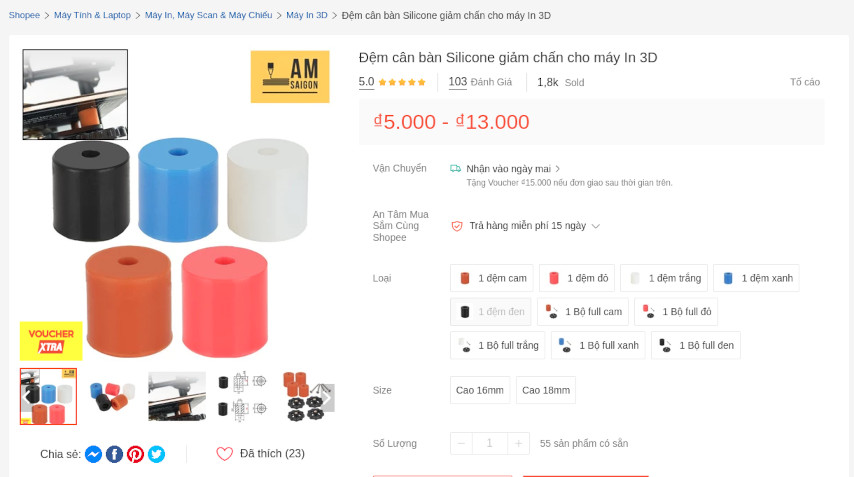 Shopee > Máy Tính & Laptop > Máy In, Máy Scan & Máy Chiếu > Máy In 3D > Đệm cân bàn Silicone giảm chấn cho máy In 3D
AM
SAIGON
VOUCHER
XTRA
Chia sẻ:
Đã thích (23)
Đệm cân bàn Silicone giảm chấn cho máy In 3D
5.0
103 Đánh Giá
1,8k Sold
Tố cáo
₫5.000 - ₫13.000
Vận Chuyển
Nhận vào ngày mai >
Tặng Voucher ₫15.000 nếu đơn giao sau thời gian trên.
An Tâm Mua
Sắm Cùng
Shopee
Trả hàng miễn phí 15 ngày
Loại
1 đệm cam
1 đệm đỏ
1 đệm trắng
1 đệm xanh
1 đệm đen
1 Bộ full cam
1 Bộ full đỏ
1 Bộ full trắng
1 Bộ full xanh
1 Bộ full đen
Size
Cao 16mm
Cao 18mm
Số Lượng
1
55 sản phẩm có sẵn